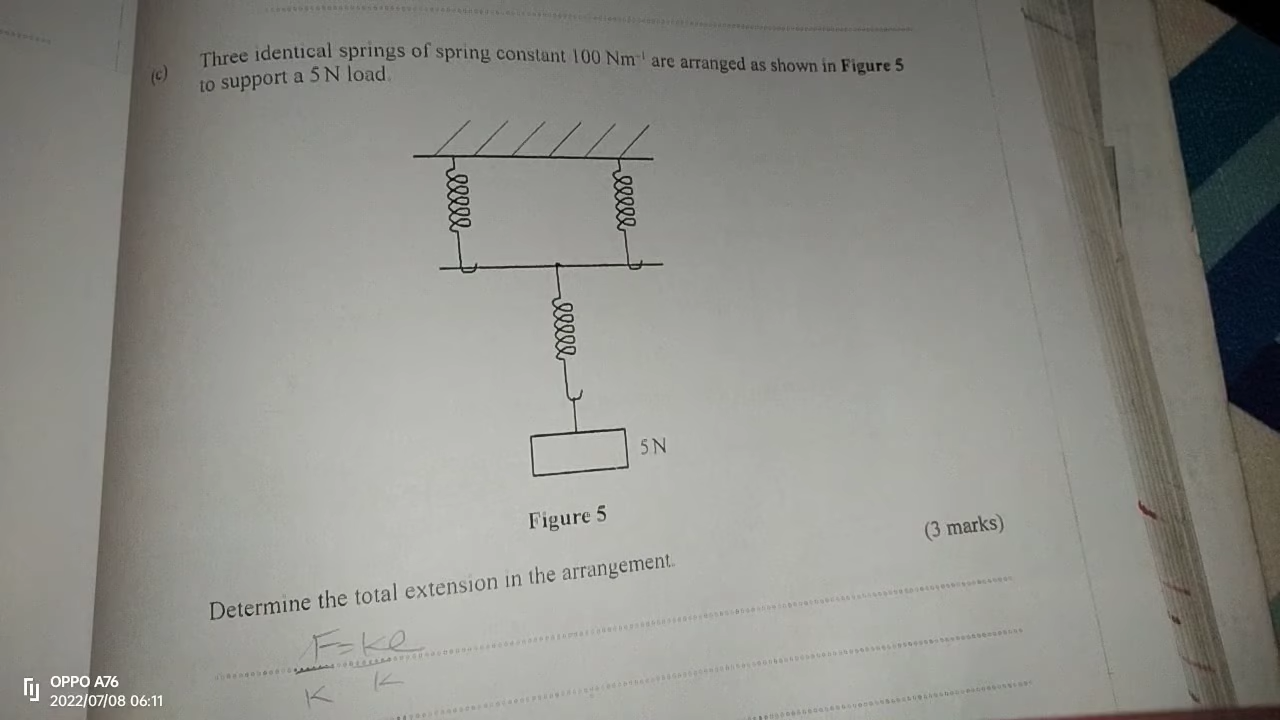 (c) Three identical springs of spring constant 100 Nm⁻¹ are arranged as shown in Figure 5
to support a 5 N load.
5 N
Figure 5
(3 marks)
Determine the total extension in the arrangement.
F=ke
K K
OPPO A76
2022/07/08 06:11